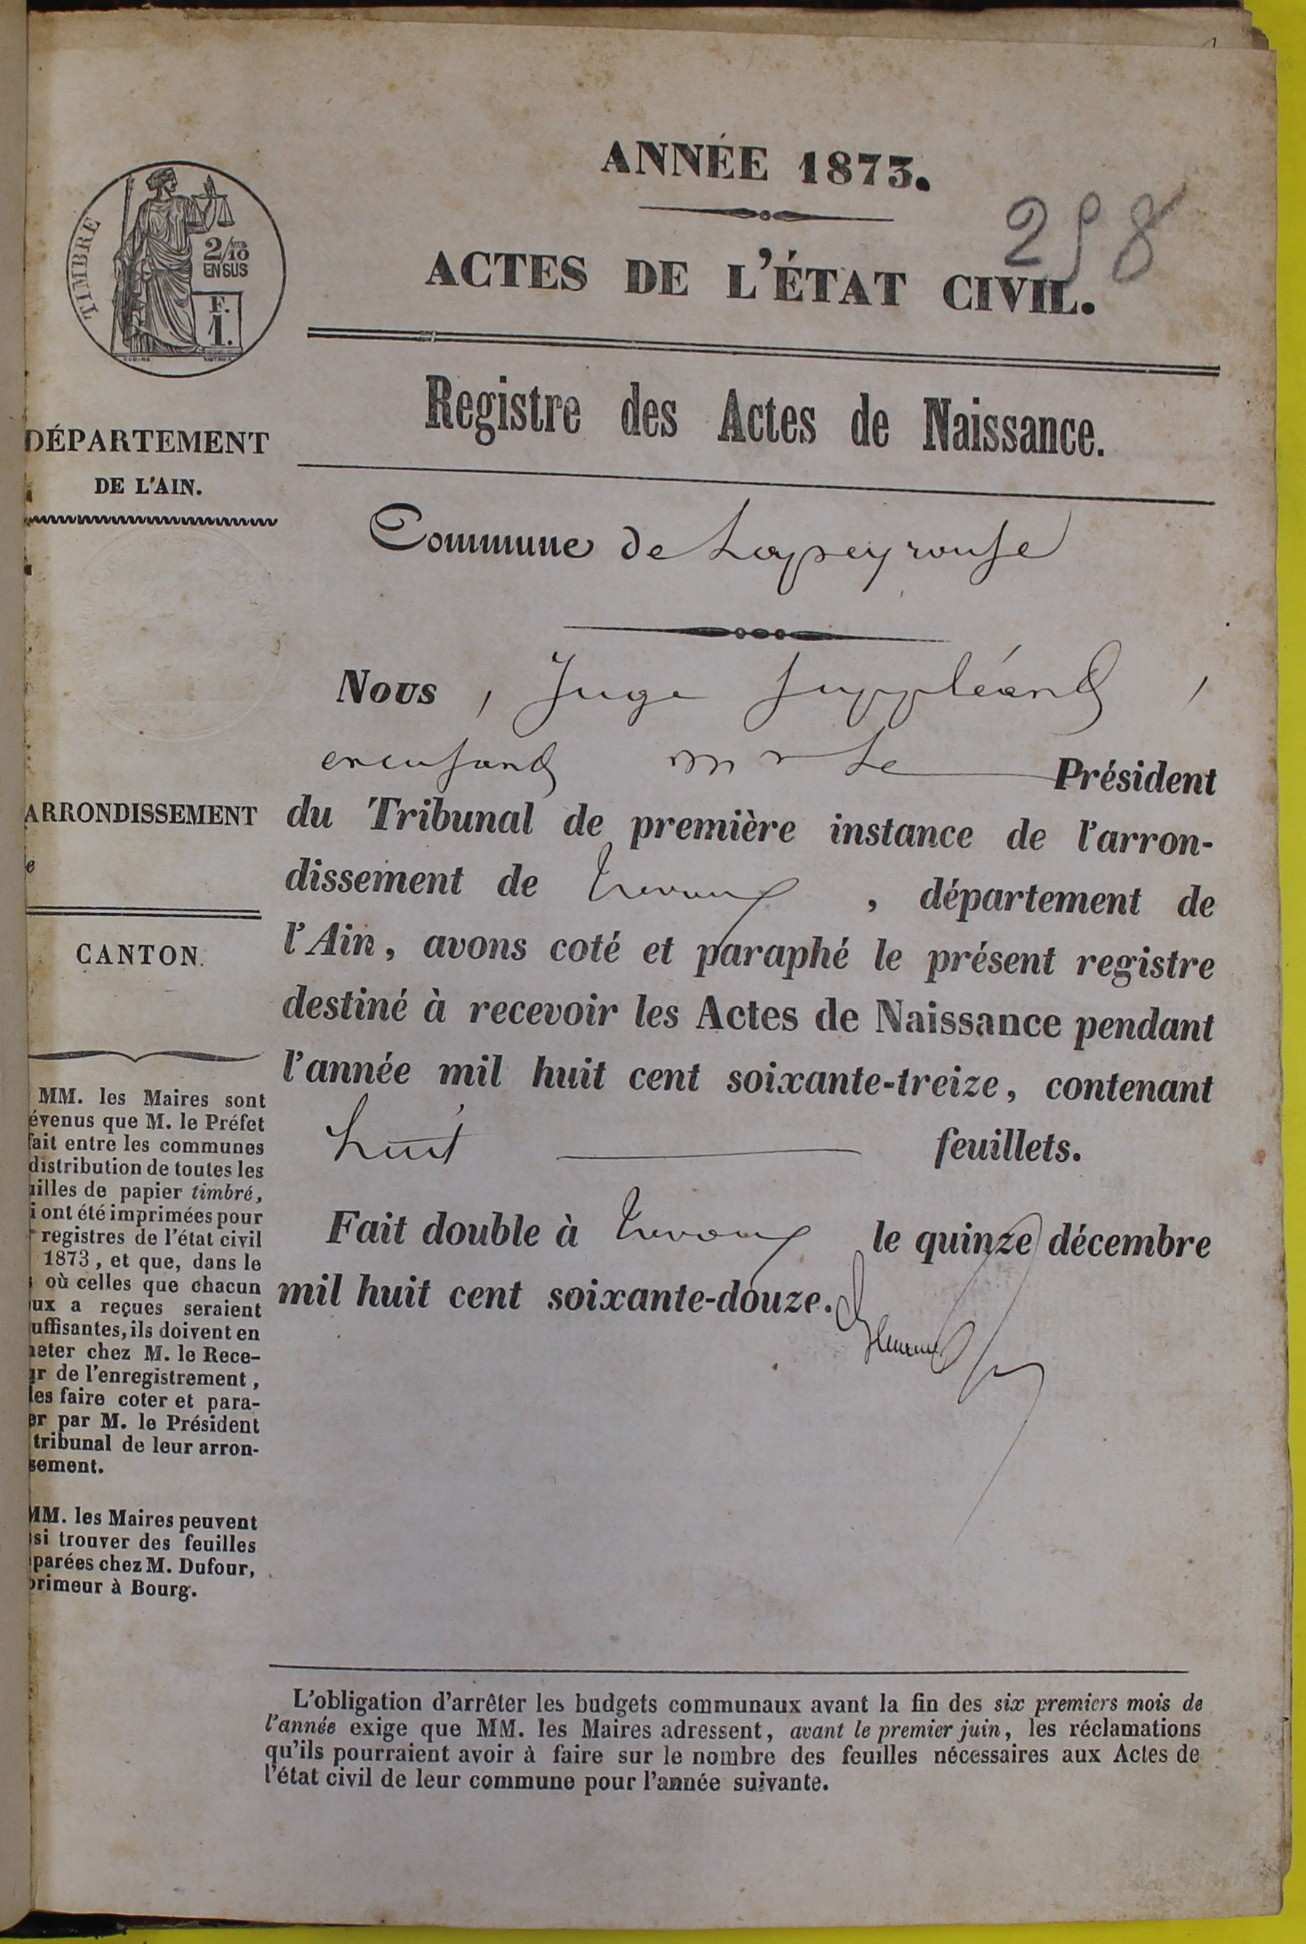 ANNÉE 1873.
298
ACTES DE L'ÉTAT CIVIL.
TIMBRE
2/10
EN SUS
F.
1.
Registre des Actes de Naissance.
DÉPARTEMENT
DE L'AIN.
Commune de Lapeyrouse
Nous, Juge suppléant,
excusant Mr le Président
ARRONDISSEMENT
du Tribunal de première instance de l'arron-
e
dissement de Trévoux, département de
CANTON.
l'Ain, avons coté et paraphé le présent registre
destiné à recevoir les Actes de Naissance pendant
l'année mil huit cent soixante-treize, contenant
huit feuillets.
Fait double à Trévoux le quinze décembre
mil huit cent soixante-douze.
MM. les Maires sont
évenus que M. le Préfet
fait entre les communes
distribution de toutes les
uilles de papier timbré,
i ont été imprimées pour
registres de l'état civil
1873, et que, dans le
où celles que chacun
ux a reçues seraient
uffisantes, ils doivent en
heter chez M. le Rece-
ur de l'enregistrement,
les faire coter et para-
er par M. le Président
tribunal de leur arron-
sement.
MM. les Maires peuvent
si trouver des feuilles
parées chez M. Dufour,
primeur à Bourg.
L'obligation d'arrêter les budgets communaux avant la fin des six premiers mois de
l'année exige que MM. les Maires adressent, avant le premier juin, les réclamations
qu'ils pourraient avoir à faire sur le nombre des feuilles nécessaires aux Actes de
l'état civil de leur commune pour l'année suivante.